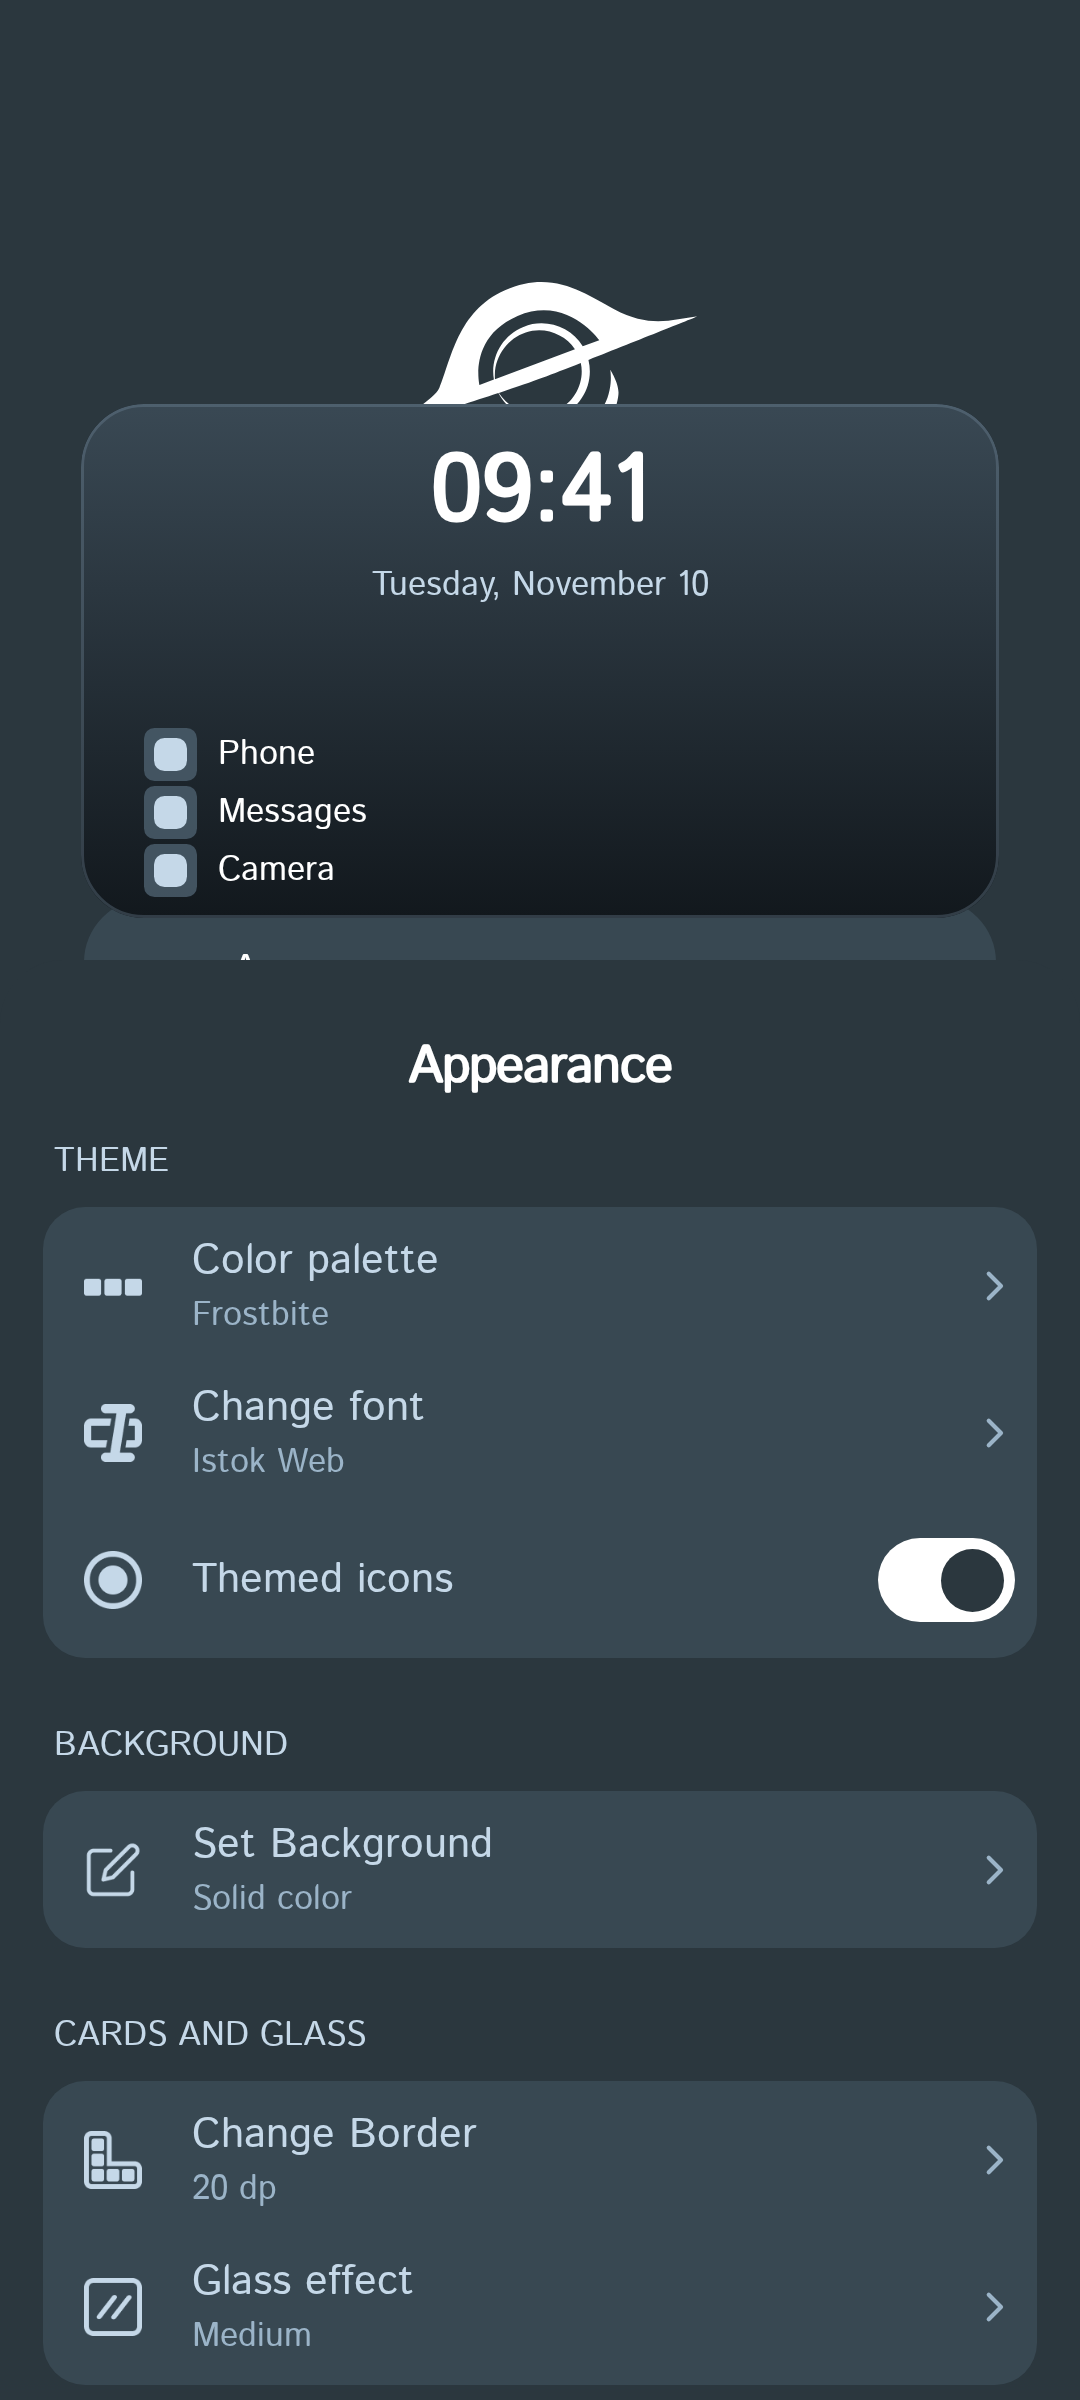 09:41
Tuesday, November 10
Phone
Messages
Camera
Appearance
THEME
Color palette
Frostbite
Change font
Istok Web
Themed icons
BACKGROUND
Set Background
Solid color
CARDS AND GLASS
Change Border
20 dp
Glass effect
Medium